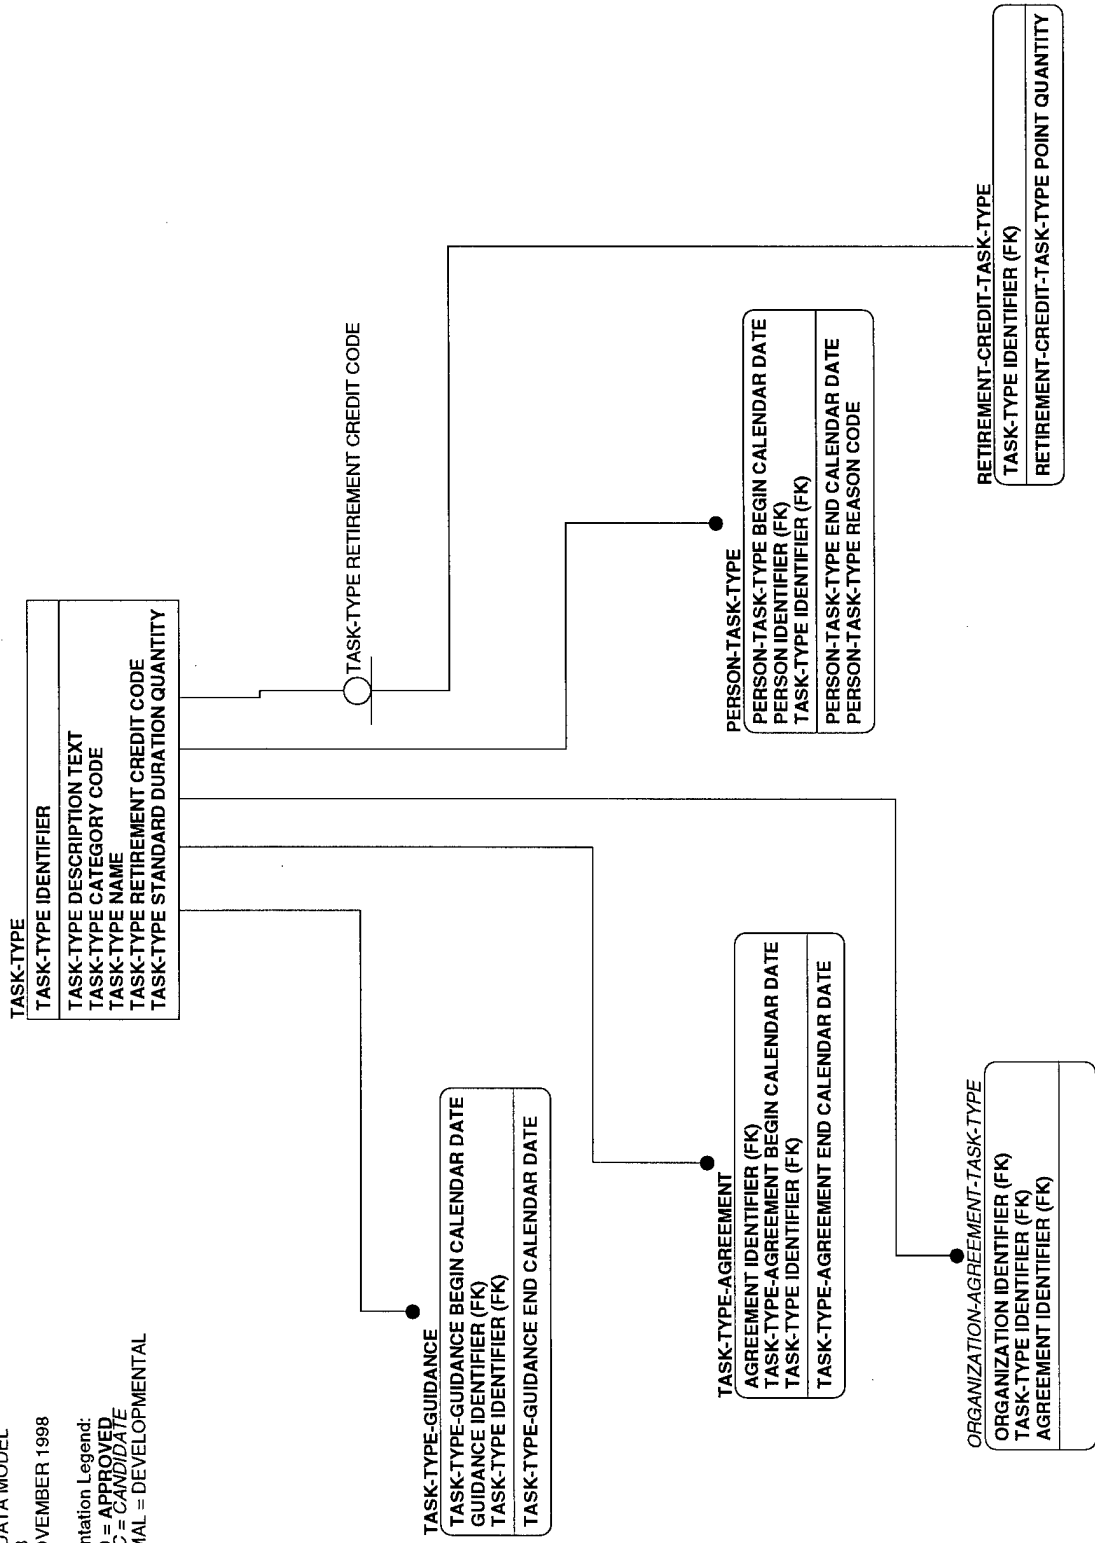 DATA MODEL
OVEMBER 1998
ntation Legend:
= APPROVED
C = CANDIDATE
MAL = DEVELOPMENTAL
TASK-TYPE
TASK-TYPE IDENTIFIER
TASK-TYPE DESCRIPTION TEXT
TASK-TYPE CATEGORY CODE
TASK-TYPE NAME
TASK-TYPE RETIREMENT CREDIT CODE
TASK-TYPE STANDARD DURATION QUANTITY
TASK-TYPE RETIREMENT CREDIT CODE
TASK-TYPE-GUIDANCE
TASK-TYPE-GUIDANCE BEGIN CALENDAR DATE
GUIDANCE IDENTIFIER (FK)
TASK-TYPE IDENTIFIER (FK)
TASK-TYPE-GUIDANCE END CALENDAR DATE
TASK-TYPE-AGREEMENT
AGREEMENT IDENTIFIER (FK)
TASK-TYPE-AGREEMENT BEGIN CALENDAR DATE
TASK-TYPE IDENTIFIER (FK)
TASK-TYPE-AGREEMENT END CALENDAR DATE
PERSON-TASK-TYPE
PERSON-TASK-TYPE BEGIN CALENDAR DATE
PERSON IDENTIFIER (FK)
TASK-TYPE IDENTIFIER (FK)
PERSON-TASK-TYPE END CALENDAR DATE
PERSON-TASK-TYPE REASON CODE
ORGANIZATION-AGREEMENT-TASK-TYPE
ORGANIZATION IDENTIFIER (FK)
TASK-TYPE IDENTIFIER (FK)
AGREEMENT IDENTIFIER (FK)
RETIREMENT-CREDIT-TASK-TYPE
TASK-TYPE IDENTIFIER (FK)
RETIREMENT-CREDIT-TASK-TYPE POINT QUANTITY